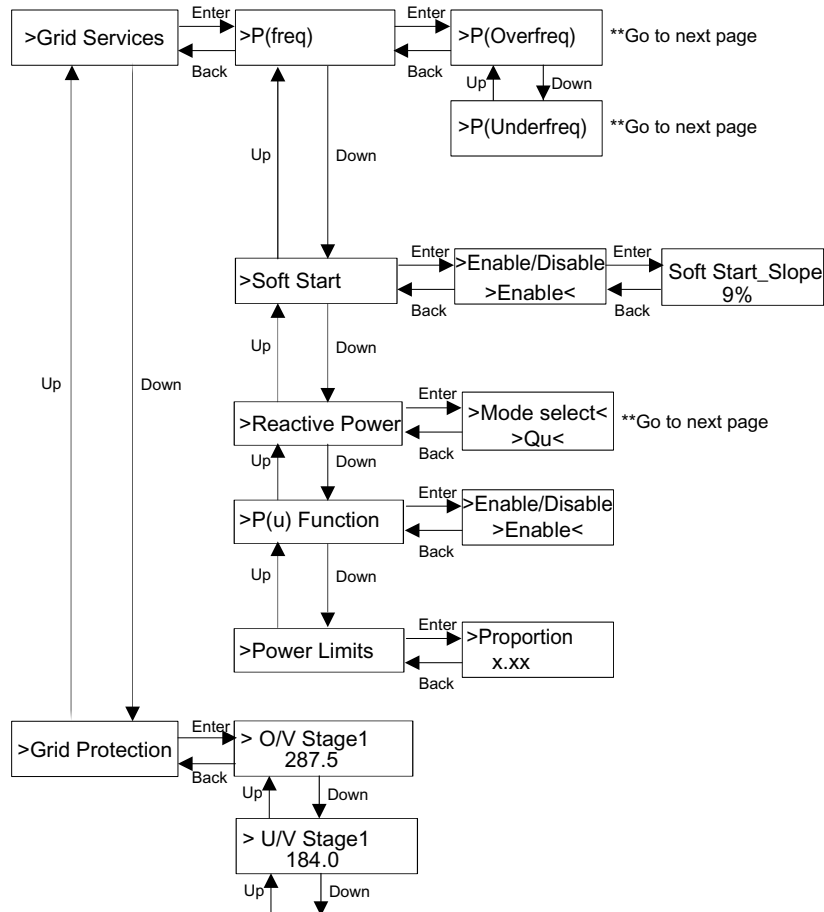 Enter
Enter
>Grid Services
>P(freq)
>P(Overfreq)
**Go to next page
Back
Back
Up
Down
>P(Underfreq)
**Go to next page
Up
Down
Enter
Enter
>Soft Start
>Enable/Disable
>Enable<
Soft Start_Slope
9%
Back
Back
Up
Down
Up
Down
Enter
>Reactive Power
>Mode select<
>Qu<
**Go to next page
Back
Up
Down
Enter
>P(u) Function
>Enable/Disable
>Enable<
Back
Up
Down
Enter
>Power Limits
>Proportion
x.xx
Back
Enter
>Grid Protection
> O/V Stage1
287.5
Back
Up
Down
> U/V Stage1
184.0
Up
Down